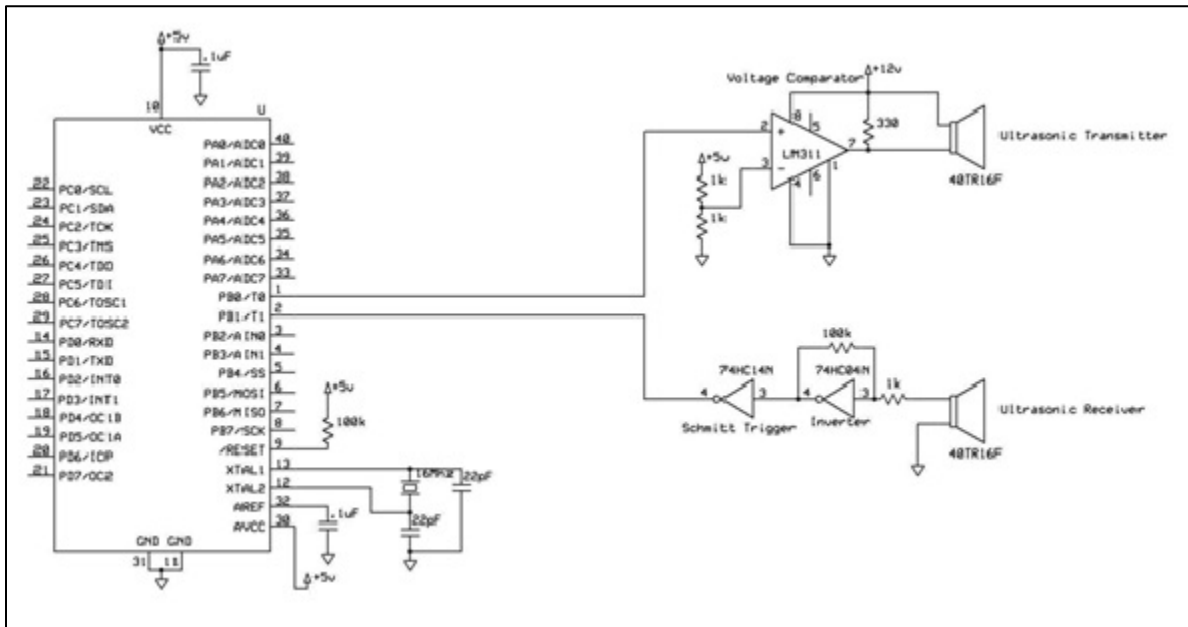 +5v
.1uF
10
VCC
U
22 PC0/SCL
23 PC1/SDA
24 PC2/TCK
25 PC3/TMS
26 PC4/TDO
27 PC5/TDI
28 PC6/TOSC1
29 PC7/TOSC2
14 PD0/RXD
15 PD1/TXD
16 PD2/INT0
17 PD3/INT1
18 PD4/OC1B
19 PD5/OC1A
20 PB6/ICP
21 PD7/OC2
PA0/ADC0 40
PA1/ADC1 39
PA2/ADC2 38
PA3/ADC3 37
PA4/ADC4 36
PA5/ADC5 35
PA6/ADC6 34
PA7/ADC7 33
PB0/T0 1
PB1/T1 2
PB2/AIN0 3
PB3/AIN1 4
PB4/SS 5
PB5/MOSI 6
PB6/MISO 7
PB7/SCK 8
/RESET 9
XTAL1 13
XTAL2 12
AREF 32
AVCC 30
GND GND
31 11
+5v
100k
22pF
22pF
.1uF
+5v
Voltage Comparator
+12v
8
5
330
2
+
7
LM311
3
-
4
6
1
+5v
1k
1k
Ultrasonic Transmitter
40TR16F
100k
74HC14N
74HC04N
4
3
4
3
1k
Schmitt Trigger
Inverter
Ultrasonic Receiver
40TR16F